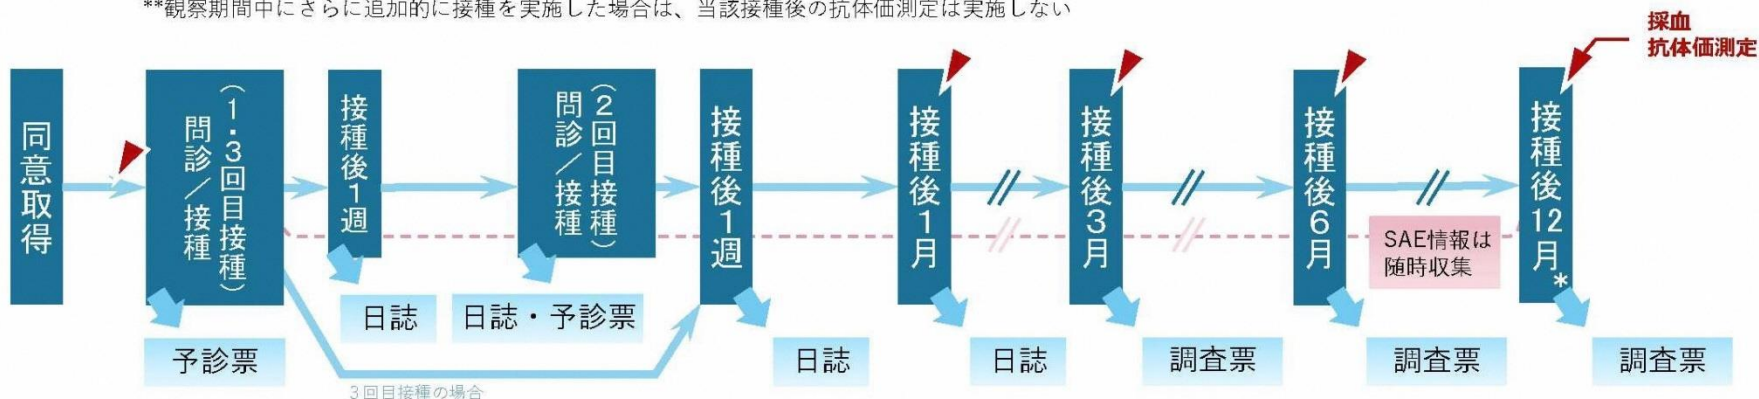 **観察期間中にさらに追加的に接種を実施した場合は、当該接種後の抗体価測定は実施しない
採血
抗体価測定
同意取得
（1・3回目接種）
問診／接種
接種後1週
（2回目接種）
問診／接種
接種後1週
接種後1月
接種後3月
接種後6月
接種後12月*
SAE情報は
随時収集
予診票
日誌
日誌・予診票
日誌
日誌
調査票
調査票
調査票
3回目接種の場合